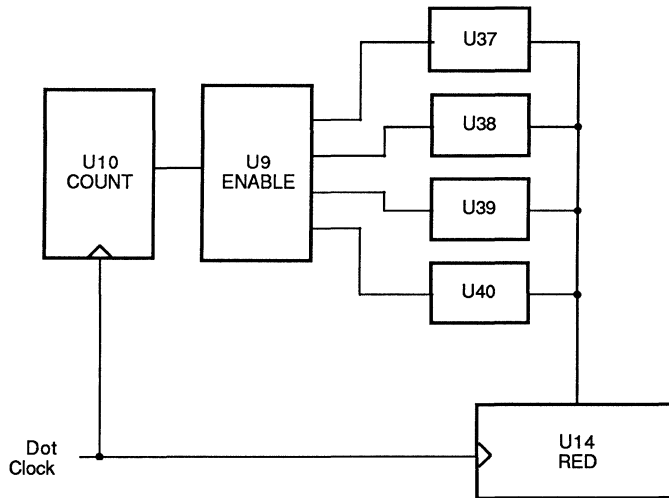 U37
U38
U39
U40
U10
COUNT
U9
ENABLE
U14
RED
Dot
Clock